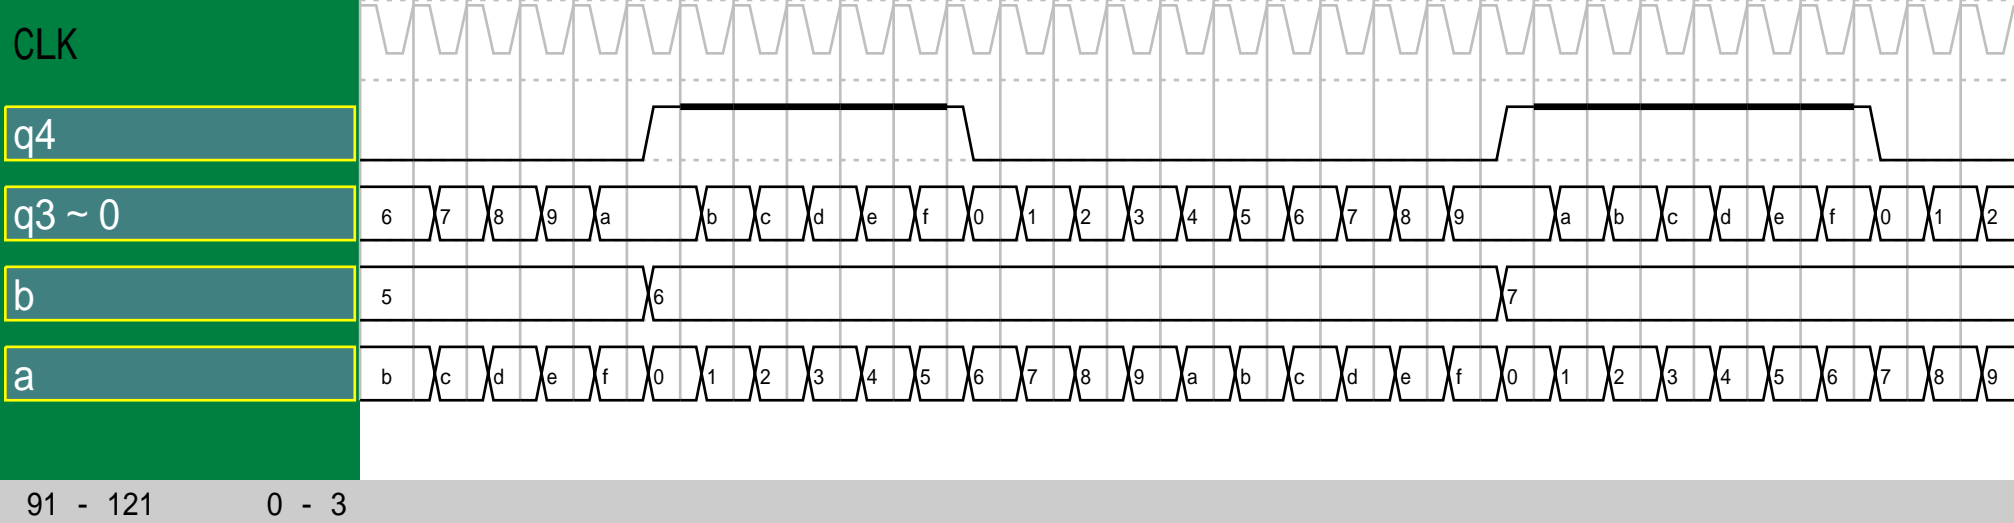 CLK
q4
q3 ~ 0 6 7 8 9 a b c d e f 0 1 2 3 4 5 6 7 8 9 a b c d e f 0 1 2
b 5 6 7
a b c d e f 0 1 2 3 4 5 6 7 8 9 a b c d e f 0 1 2 3 4 5 6 7 8 9
91 - 121 0 - 3